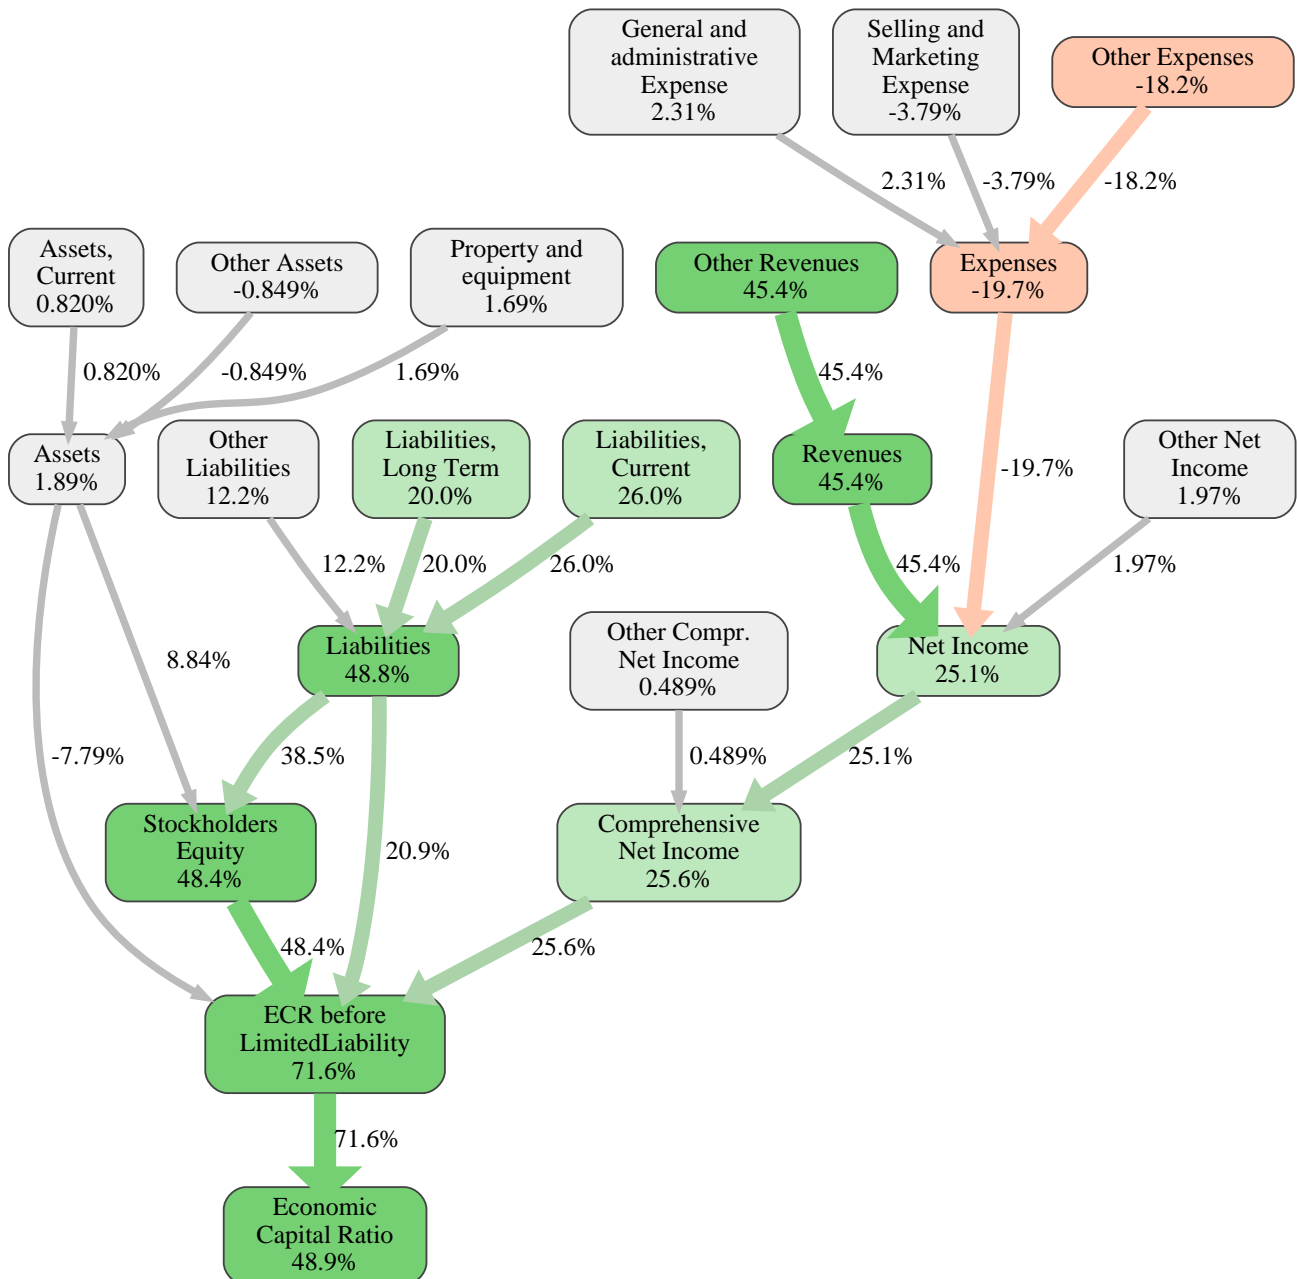 General and
administrative
Expense
2.31%
Selling and
Marketing
Expense
-3.79%
Other Expenses
-18.2%
2.31%
-3.79%
-18.2%
Assets,
Current
0.820%
Other Assets
-0.849%
Property and
equipment
1.69%
Other Revenues
45.4%
Expenses
-19.7%
0.820%
-0.849%
1.69%
45.4%
-19.7%
Assets
1.89%
Other
Liabilities
12.2%
Liabilities,
Long Term
20.0%
Liabilities,
Current
26.0%
Revenues
45.4%
Other Net
Income
1.97%
12.2%
20.0%
26.0%
45.4%
1.97%
8.84%
Liabilities
48.8%
Other Compr.
Net Income
0.489%
Net Income
25.1%
-7.79%
38.5%
0.489%
25.1%
Stockholders
Equity
48.4%
20.9%
Comprehensive
Net Income
25.6%
48.4%
25.6%
ECR before
LimitedLiability
71.6%
71.6%
Economic
Capital Ratio
48.9%